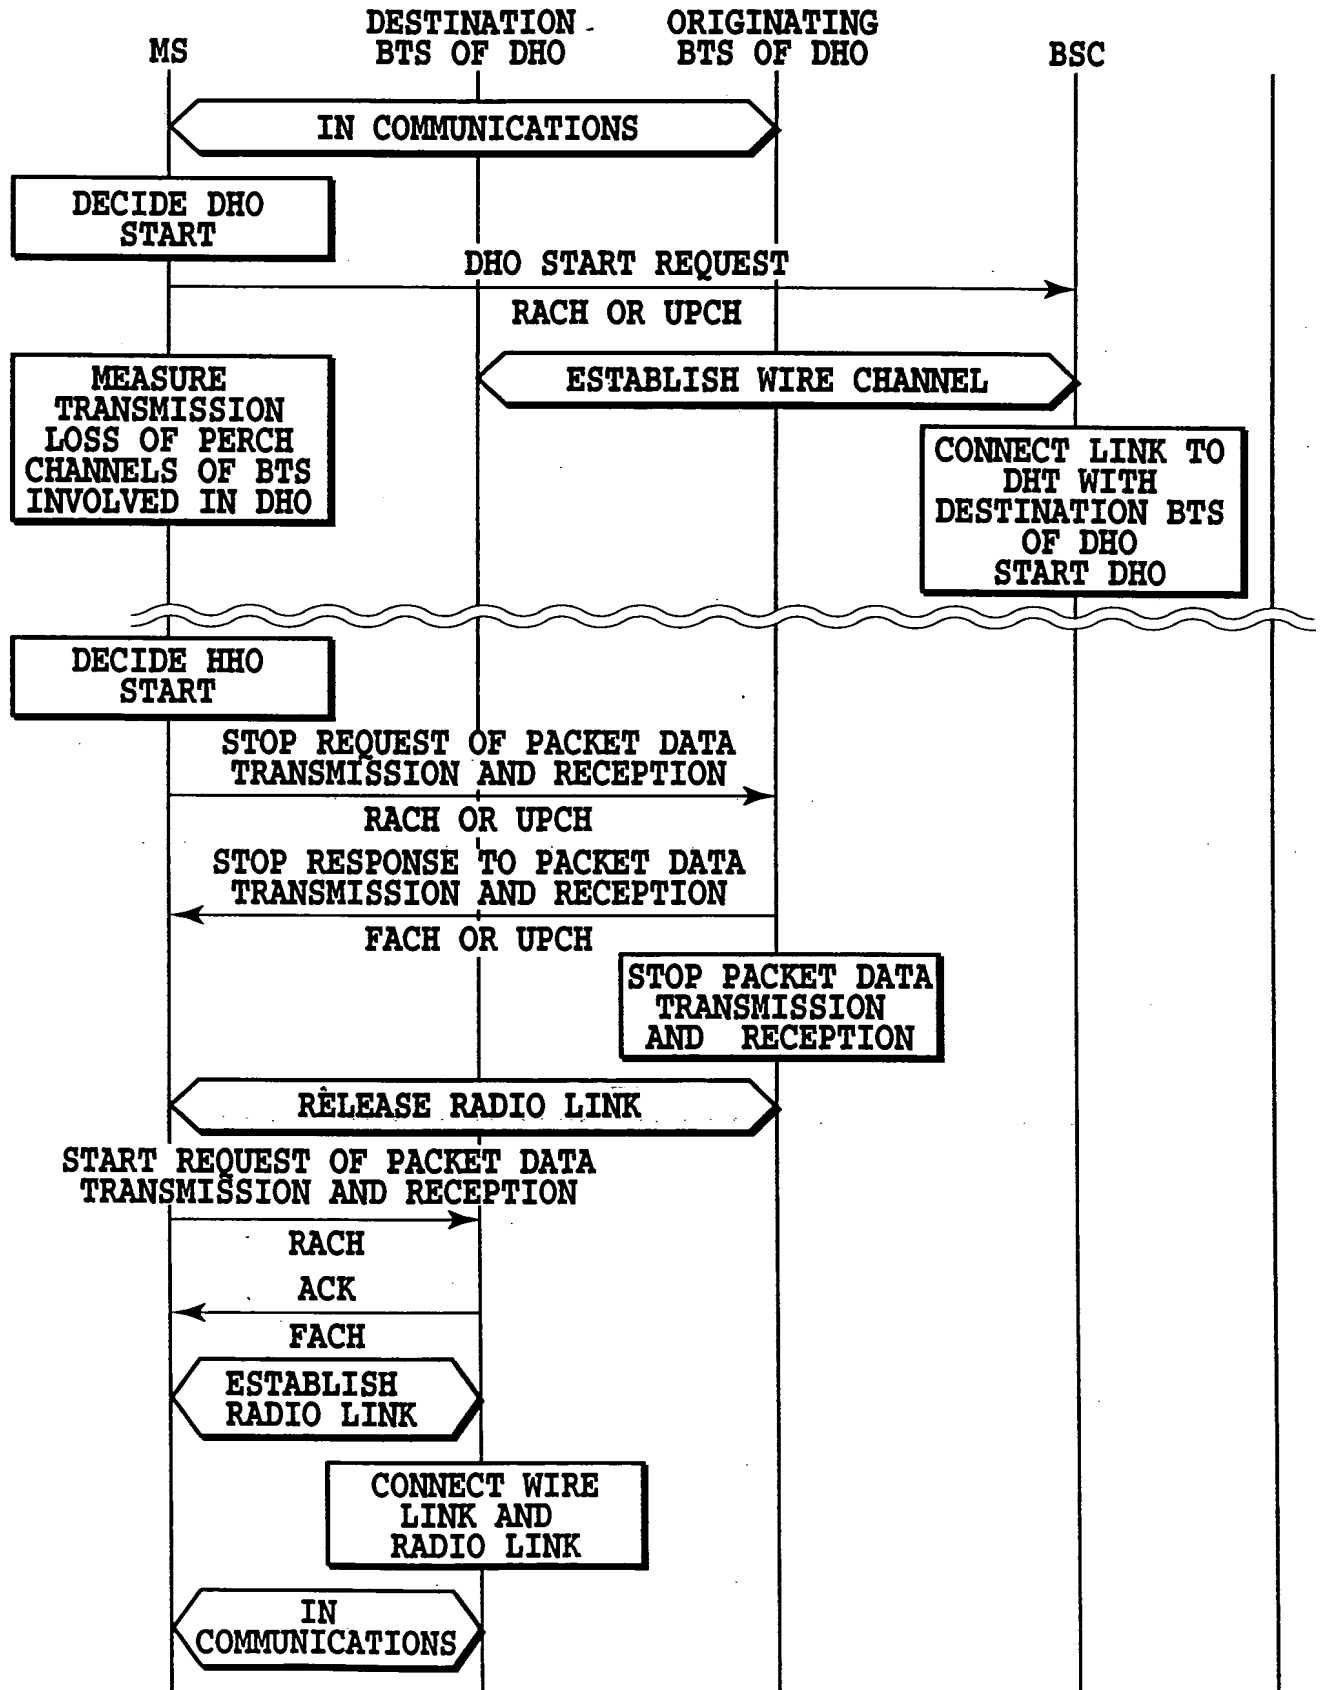 MS
DESTINATION
BTS OF DHO
ORIGINATING
BTS OF DHO
BSC
IN COMMUNICATIONS
DECIDE DHO
START
DHO START REQUEST
RACH OR UPCH
MEASURE
TRANSMISSION
LOSS OF PERCH
CHANNELS OF BTS
INVOLVED IN DHO
ESTABLISH WIRE CHANNEL
CONNECT LINK TO
DHT WITH
DESTINATION BTS
OF DHO
START DHO
DECIDE HHO
START
STOP REQUEST OF PACKET DATA
TRANSMISSION AND RECEPTION
RACH OR UPCH
STOP RESPONSE TO PACKET DATA
TRANSMISSION AND RECEPTION
FACH OR UPCH
STOP PACKET DATA
TRANSMISSION
AND RECEPTION
RELEASE RADIO LINK
START REQUEST OF PACKET DATA
TRANSMISSION AND RECEPTION
RACH
ACK
FACH
ESTABLISH
RADIO LINK
CONNECT WIRE
LINK AND
RADIO LINK
IN
COMMUNICATIONS